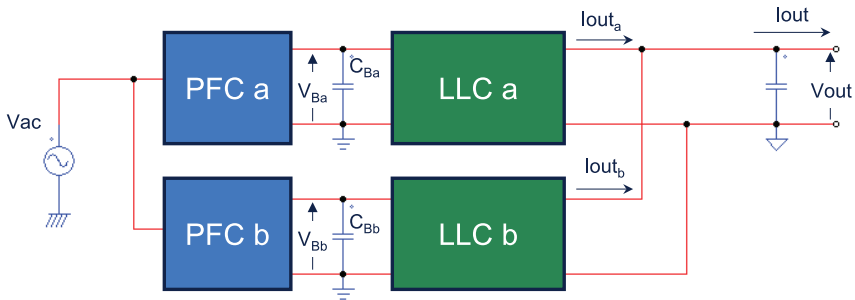 Vac
PFC a
V_Ba
C_Ba
LLC a
Iout_a
Iout
Vout
PFC b
V_Bb
C_Bb
LLC b
Iout_b